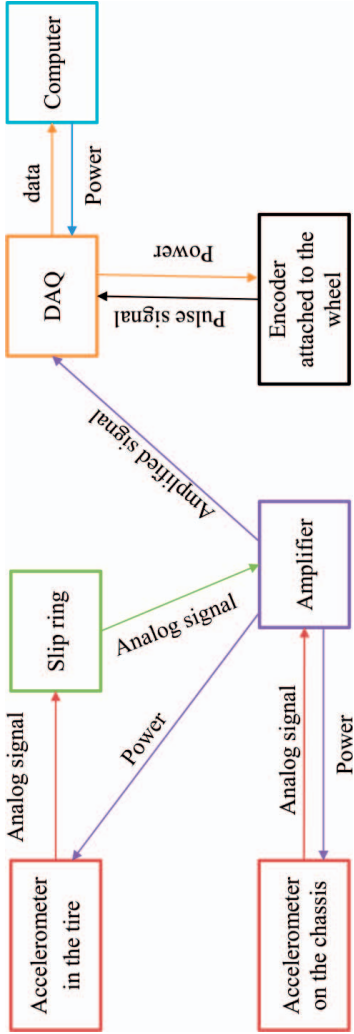 Accelerometer
in the tire
Analog signal
Slip ring
Analog signal
Power
Accelerometer
on the chassis
Analog signal
Power
Amplifier
Amplified signal
DAQ
data
Power
Computer
Pulse signal
Power
Encoder
attached to the
wheel